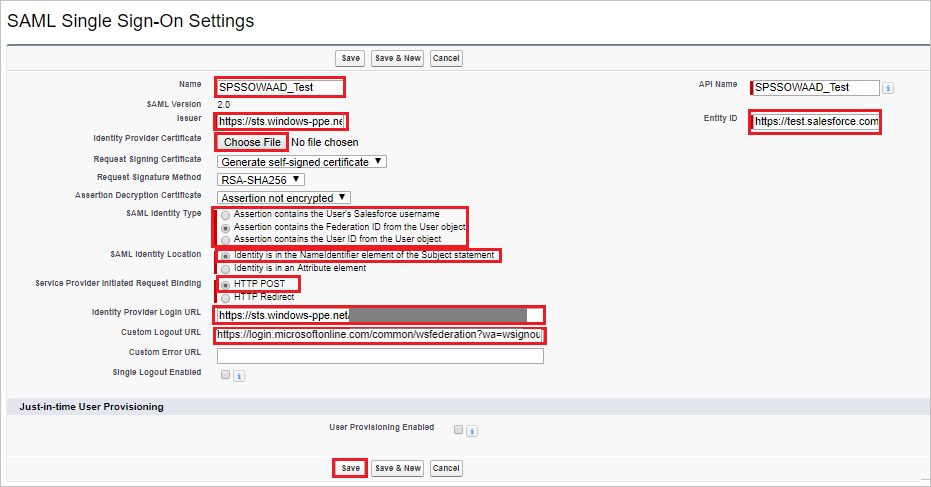 SAML Single Sign-On Settings
Save Save & New Cancel
Name SPSSOWAAD_Test API Name SPSSOWAAD_Test i
SAML Version 2.0
Issuer https://sts.windows-ppe.ne Entity ID https://test.salesforce.com
Identity Provider Certificate Choose File No file chosen
Request Signing Certificate Generate self-signed certificate
Request Signature Method RSA-SHA256
Assertion Decryption Certificate Assertion not encrypted
SAML Identity Type Assertion contains the User's Salesforce username
Assertion contains the Federation ID from the User object
Assertion contains the User ID from the User object
SAML Identity Location Identity is in the NameIdentifier element of the Subject statement
Identity is in an Attribute element
Service Provider Initiated Request Binding HTTP POST
HTTP Redirect
Identity Provider Login URL https://sts.windows-ppe.net/
Custom Logout URL https://login.microsoftonline.com/common/wsfederation?wa=wsignou
Custom Error URL
Single Logout Enabled i
Just-in-time User Provisioning
User Provisioning Enabled i
Save Save & New Cancel